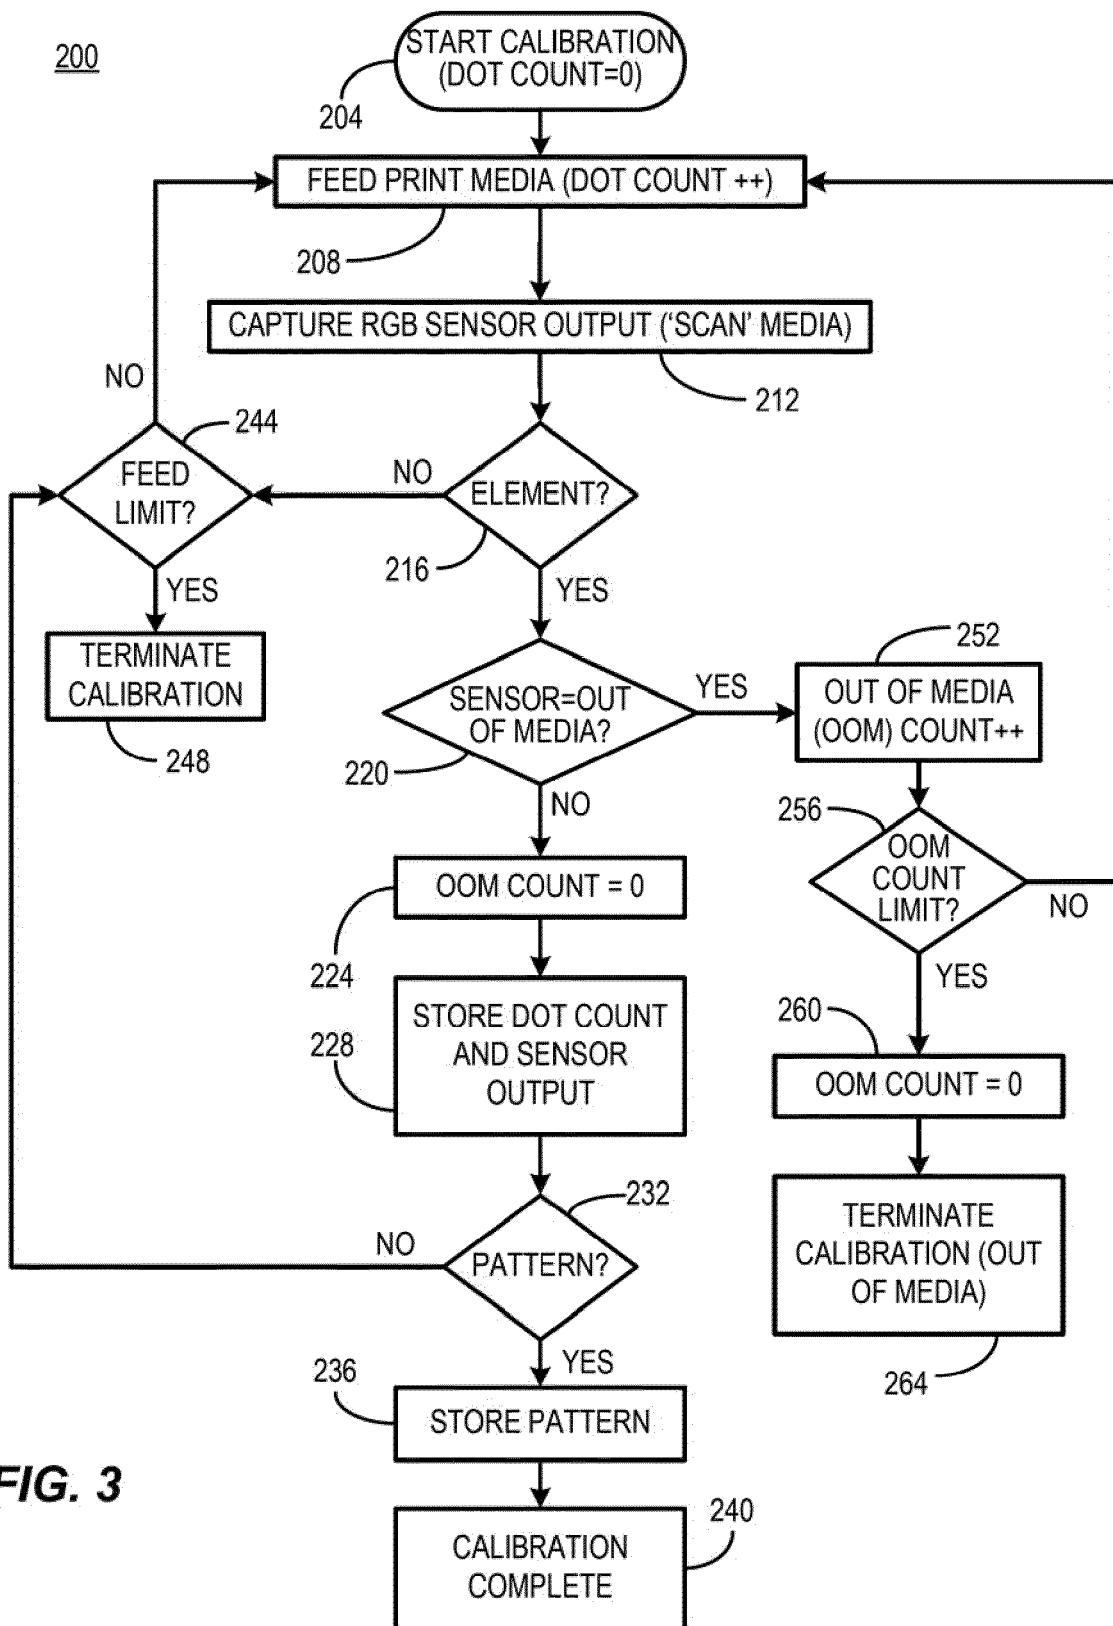 200
START CALIBRATION
(DOT COUNT=0)
204
FEED PRINT MEDIA (DOT COUNT ++)
208
CAPTURE RGB SENSOR OUTPUT ('SCAN' MEDIA)
212
NO
244
FEED
LIMIT?
NO
ELEMENT?
216
YES
YES
TERMINATE
CALIBRATION
248
SENSOR=OUT
OF MEDIA?
220
YES
252
OUT OF MEDIA
(OOM) COUNT++
NO
256
OOM
COUNT
LIMIT?
NO
OOM COUNT = 0
224
YES
STORE DOT COUNT
AND SENSOR
OUTPUT
228
260
OOM COUNT = 0
232
NO
PATTERN?
TERMINATE
CALIBRATION (OUT
OF MEDIA)
264
YES
236
STORE PATTERN
FIG. 3
240
CALIBRATION
COMPLETE